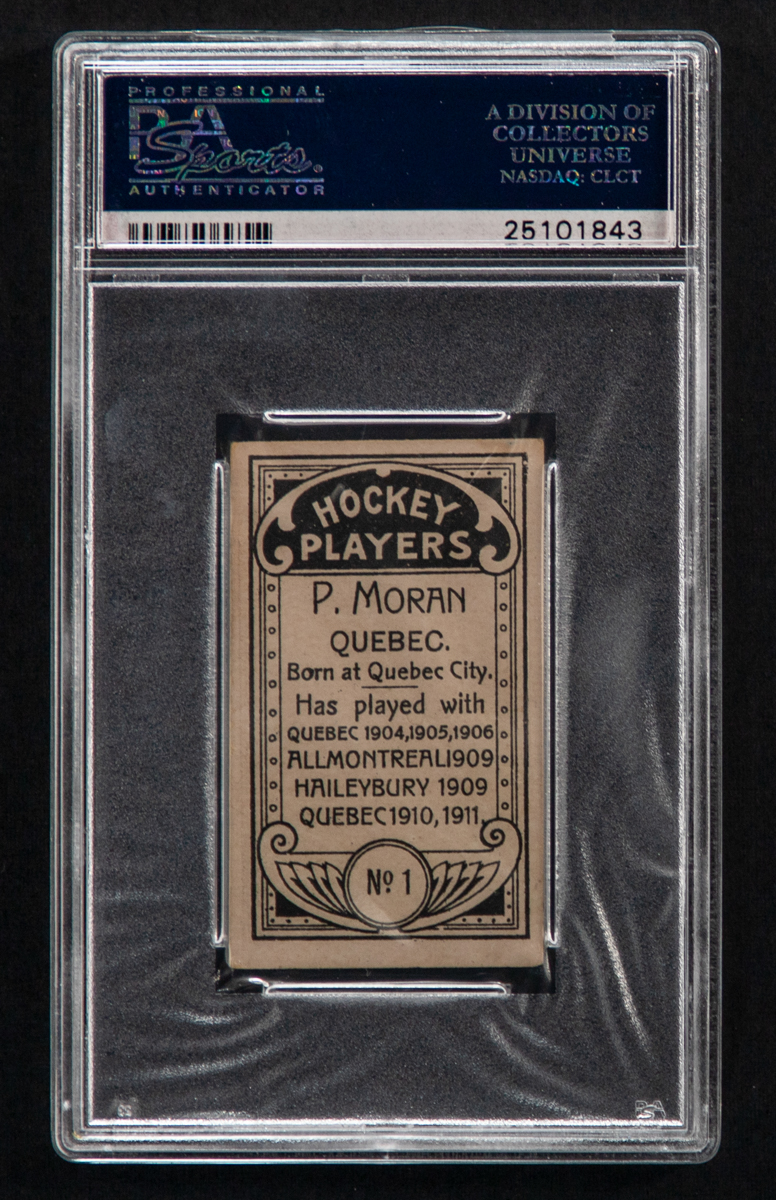 PROFESSIONAL
PSA
Sports.
AUTHENTICATOR
A DIVISION OF
COLLECTORS
UNIVERSE
NASDAQ: CLCT
25101843
HOCKEY
PLAYERS
P. MORAN
QUEBEC.
Born at Quebec City.
Has played with
QUEBEC 1904,1905,1906
ALLMONTREAL1909
HAILEYBURY 1909
QUEBEC1910, 1911.
Nº 1
PSA